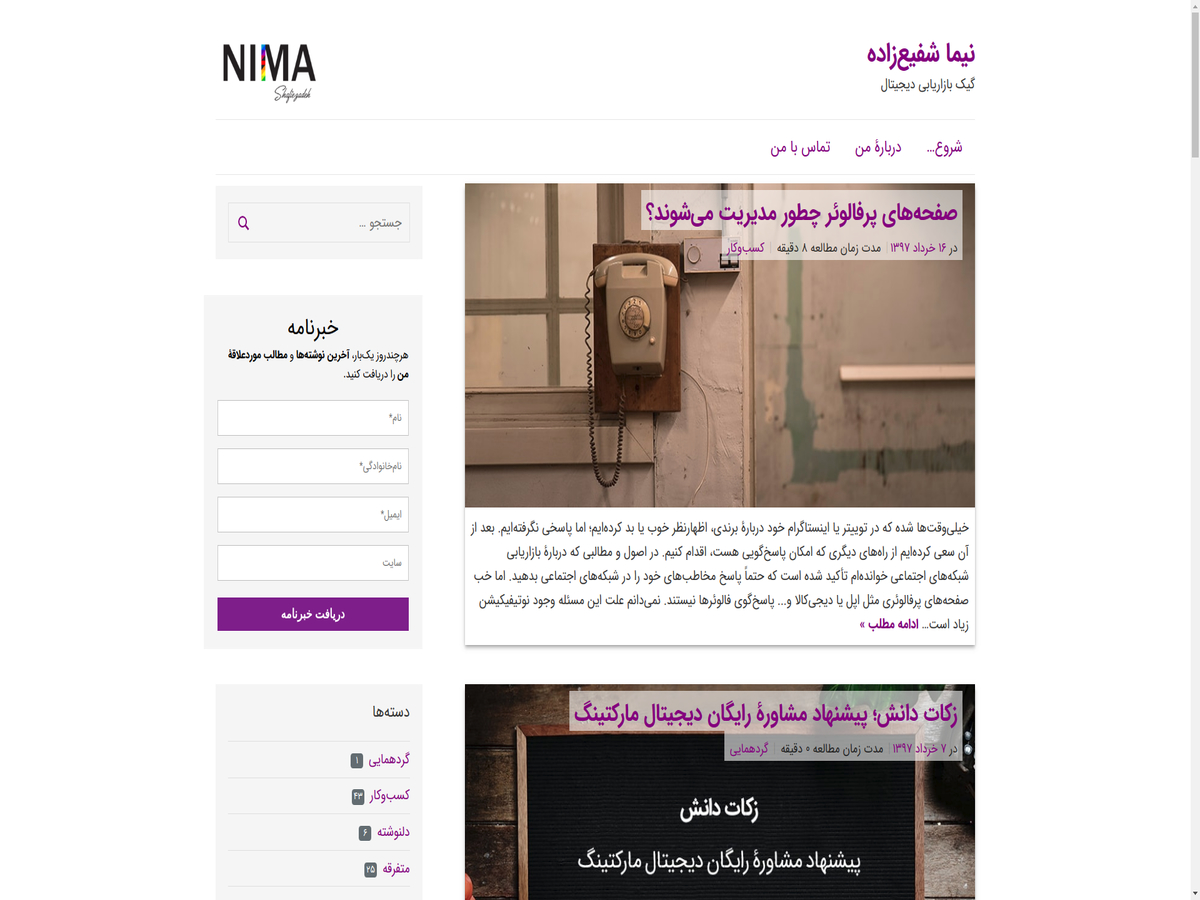 نیما شفیع‌زاده
گیک بازاریابی دیجیتال
NIMA
Shafiezadeh
شروع...
دربارهٔ من
تماس با من
صفحه‌های پرفالوئر چطور مدیریت می‌شوند؟
در ۱۶ خرداد ۱۳۹۷ | مدت زمان مطالعه ۸ دقیقه | کسب‌وکار
خیلی‌وقت‌ها شده که در توییتر یا اینستاگرام خود دربارهٔ برندی، اظهارنظر خوب یا بد کرده‌ایم؛ اما پاسخی نگرفته‌ایم. بعد از
آن سعی کرده‌ایم از راه‌های دیگری که امکان پاسخ‌گویی هست، اقدام کنیم. در اصول و مطالبی که دربارهٔ بازاریابی
شبکه‌های اجتماعی خوانده‌ام تأکید شده است که حتماً پاسخ مخاطب‌های خود را در شبکه‌های اجتماعی بدهید. اما خب
صفحه‌های پرفالوئری مثل اپل یا دیجی‌کالا و... پاسخ‌گوی فالوئرها نیستند. نمی‌دانم علت این مسئله وجود نوتیفیکیشن
زیاد است... ادامه مطلب »
زکات دانش؛ پیشنهاد مشاورهٔ رایگان دیجیتال مارکتینگ
در ۷ خرداد ۱۳۹۷ | مدت زمان مطالعه ۰ دقیقه | گردهمایی
زکات دانش
پیشنهاد مشاورهٔ رایگان دیجیتال مارکتینگ
جستجو ...
خبرنامه
هرچندروز یک‌بار، آخرین نوشته‌ها و مطالب موردعلاقهٔ
من را دریافت کنید.
نام*
نام‌خانوادگی*
ایمیل*
سایت
دریافت خبرنامه
دسته‌ها
گردهمایی ۱
کسب‌وکار ۴۳
دلنوشته ۶
متفرقه ۲۵